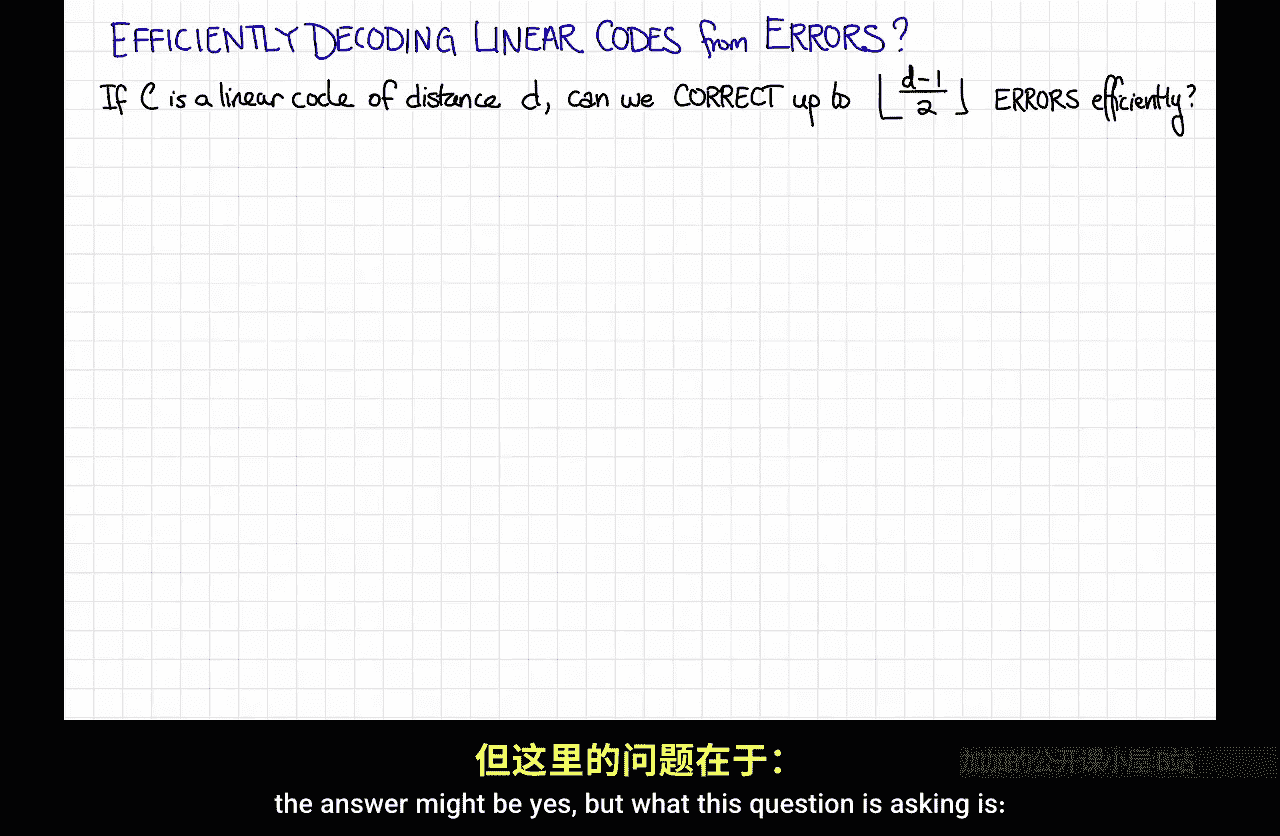 EFFICIENTLY DECODING LINEAR CODES from ERRORS?
If C is a linear code of distance d, can we CORRECT up to ⌊(d-1)/2⌋ ERRORS efficiently?
但这里的问题在于：
the answer might be yes, but what this question is asking is: